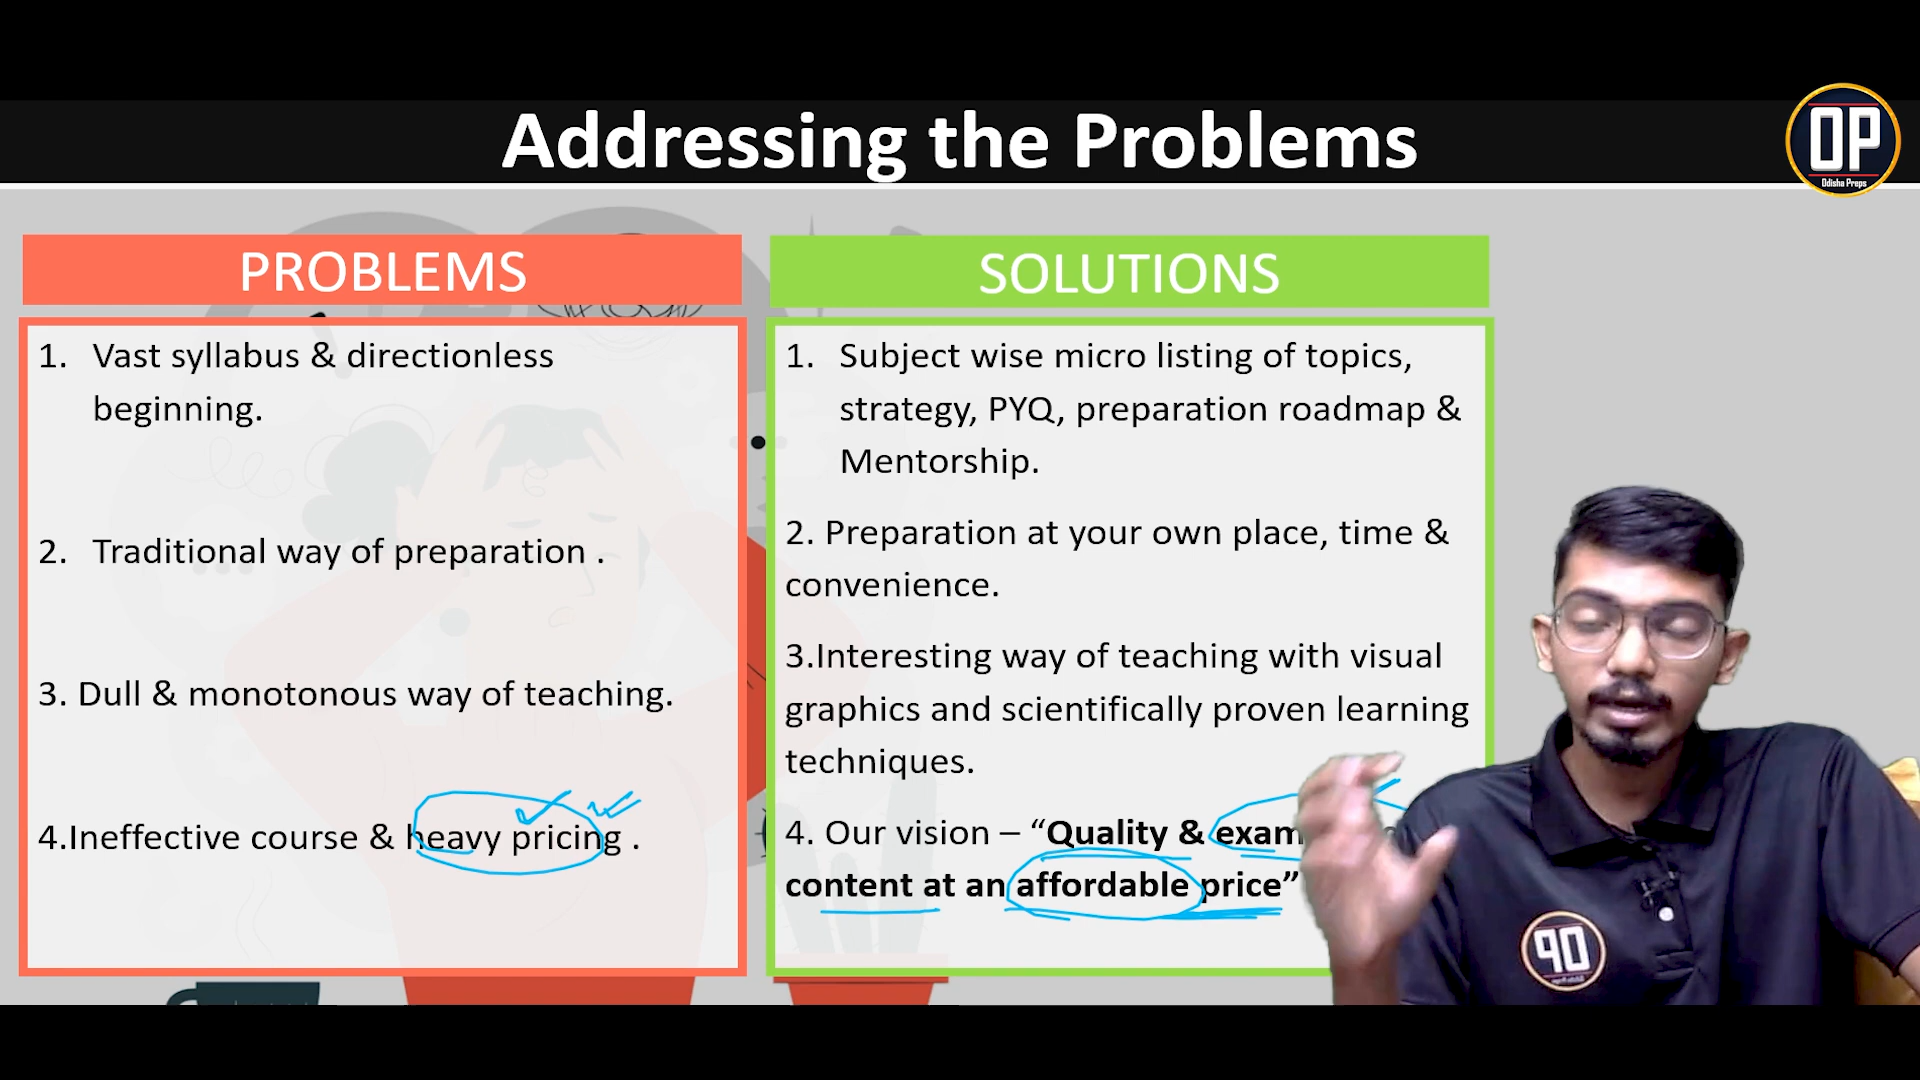 Addressing the Problems
OP
Odisha Preps
PROBLEMS
1. Vast syllabus & directionless
beginning.
2. Traditional way of preparation .
3. Dull & monotonous way of teaching.
4.Ineffective course & heavy pricing .
SOLUTIONS
1. Subject wise micro listing of topics,
strategy, PYQ, preparation roadmap &
Mentorship.
2. Preparation at your own place, time &
convenience.
3.Interesting way of teaching with visual
graphics and scientifically proven learning
techniques.
4. Our vision – “Quality & exam
content at an affordable price”